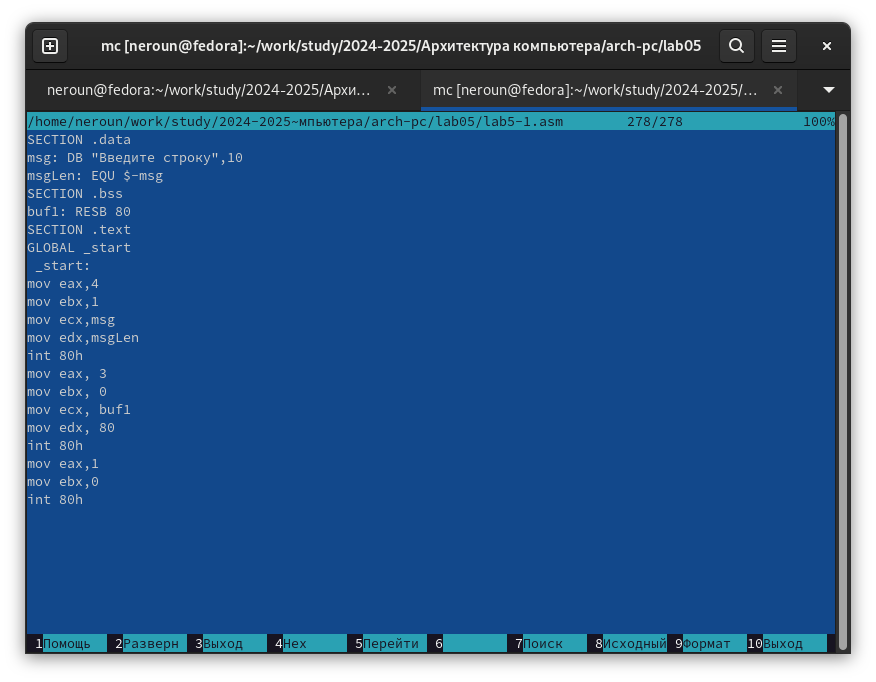 mc [neroun@fedora]:~/work/study/2024-2025/Архитектура компьютера/arch-pc/lab05
neroun@fedora:~/work/study/2024-2025/Архи... mc [neroun@fedora]:~/work/study/2024-2025/...
/home/neroun/work/study/2024-2025~мпьютера/arch-pc/lab05/lab5-1.asm 278/278 100%
SECTION .data
msg: DB "Введите строку",10
msgLen: EQU $-msg
SECTION .bss
buf1: RESB 80
SECTION .text
GLOBAL _start
_start:
mov eax,4
mov ebx,1
mov ecx,msg
mov edx,msgLen
int 80h
mov eax, 3
mov ebx, 0
mov ecx, buf1
mov edx, 80
int 80h
mov eax,1
mov ebx,0
int 80h
1Помощь 2Разверн 3Выход 4Hex 5Перейти 6 7Поиск 8Исходный 9Формат 10Выход